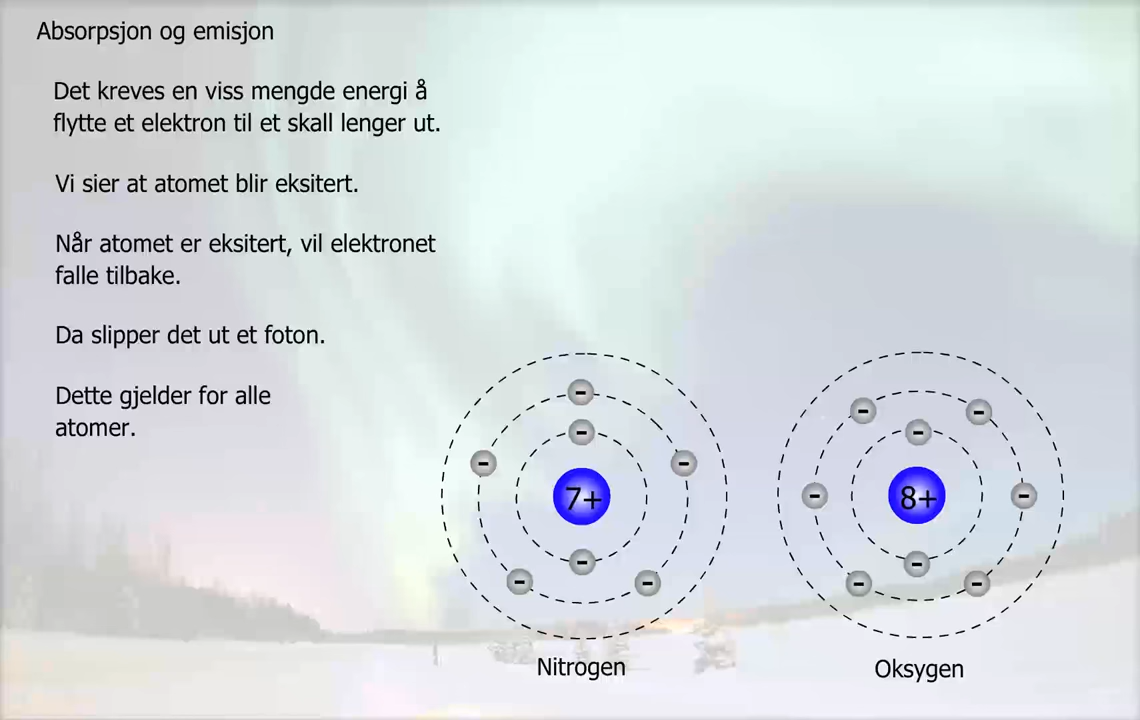 Absorpsjon og emisjon
Det kreves en viss mengde energi å
flytte et elektron til et skall lenger ut.
Vi sier at atomet blir eksitert.
Når atomet er eksitert, vil elektronet
falle tilbake.
Da slipper det ut et foton.
Dette gjelder for alle
atomer.
-
-
-
-
-
-
-
7+
-
-
-
-
-
-
-
-
8+
Nitrogen
Oksygen